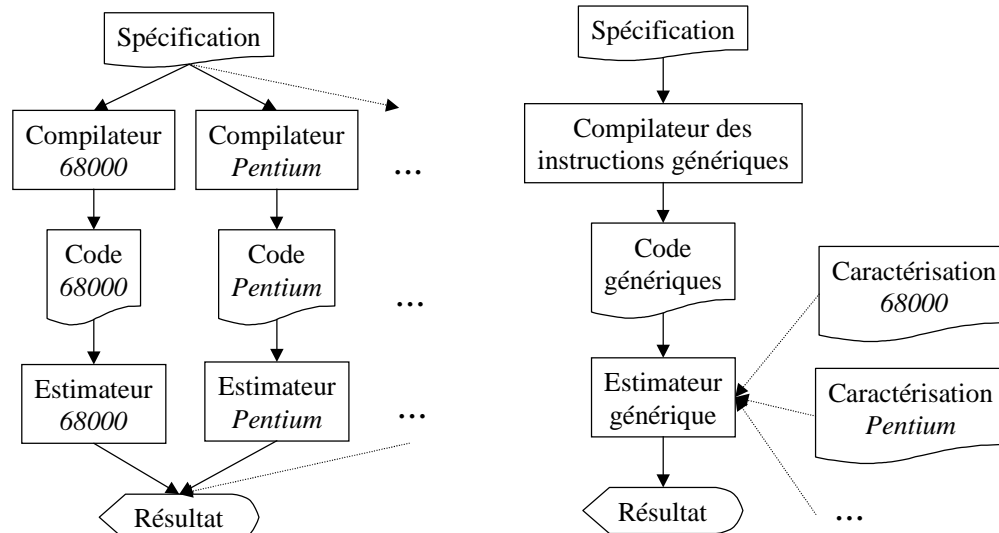 Spécification
Compilateur
68000
Compilateur
Pentium
...
Code
68000
Code
Pentium
...
Estimateur
68000
Estimateur
Pentium
...
Résultat
Spécification
Compilateur des
instructions génériques
Code
génériques
Caractérisation
68000
Estimateur
générique
Caractérisation
Pentium
...
Résultat